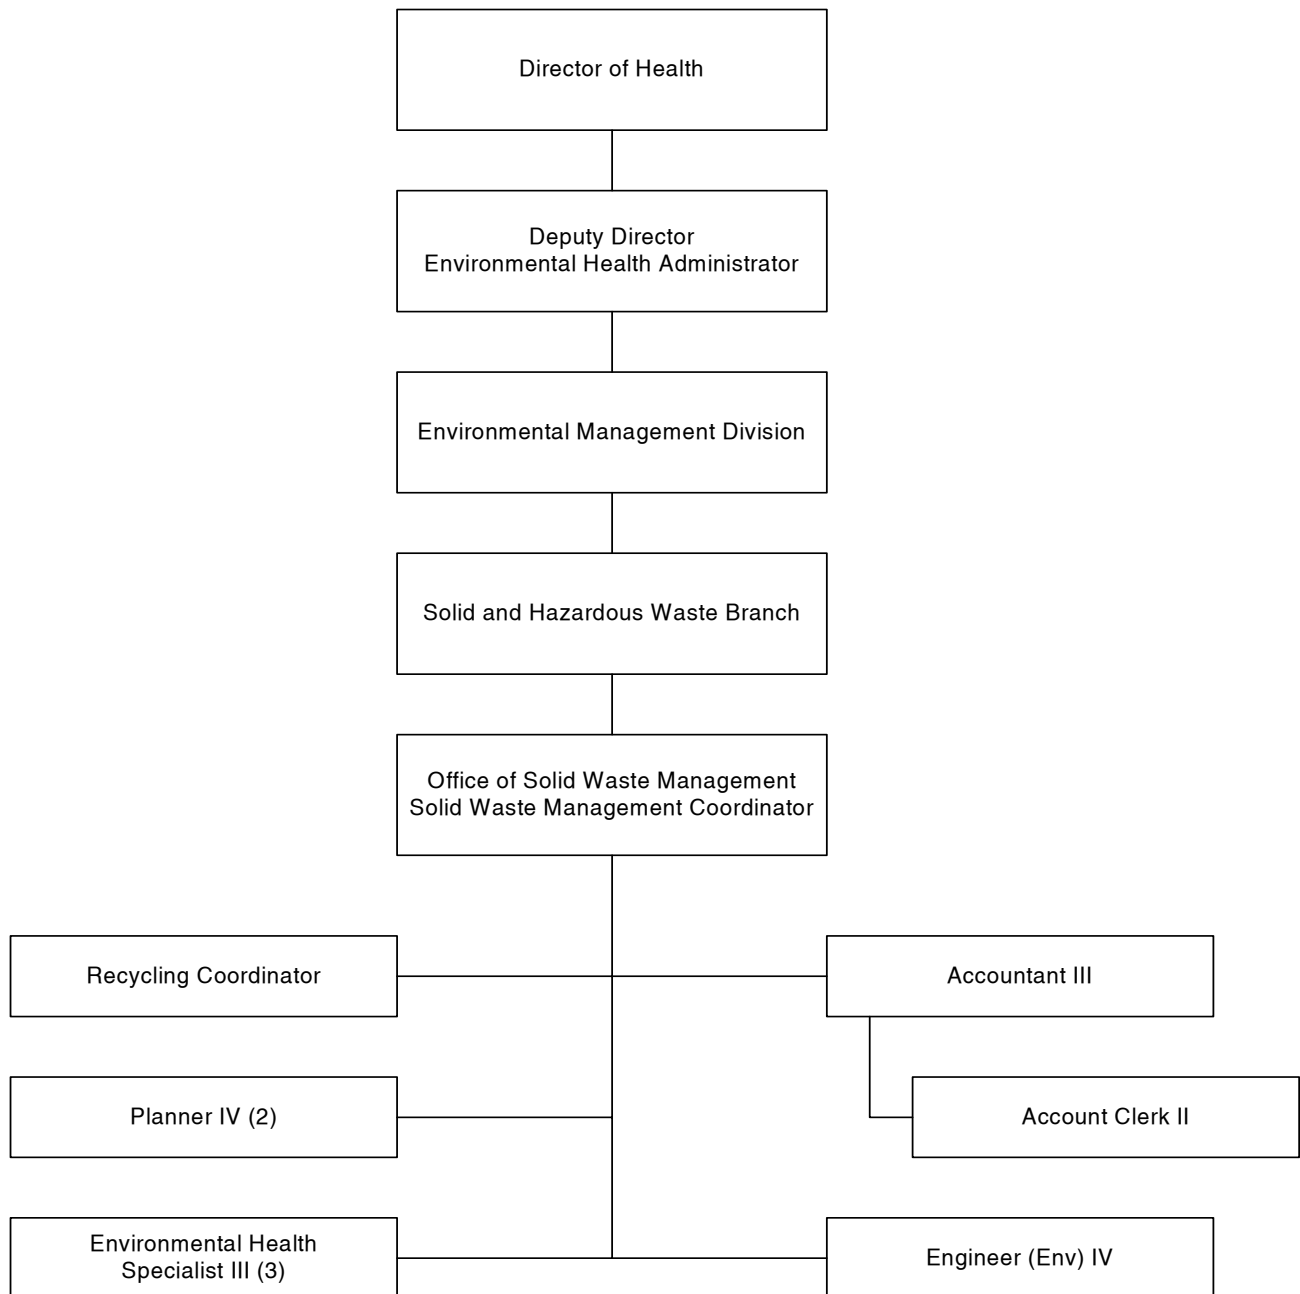 Director of Health
Deputy Director
Environmental Health Administrator
Environmental Management Division
Solid and Hazardous Waste Branch
Office of Solid Waste Management
Solid Waste Management Coordinator
Recycling Coordinator
Accountant III
Planner IV (2)
Account Clerk II
Environmental Health
Specialist III (3)
Engineer (Env) IV